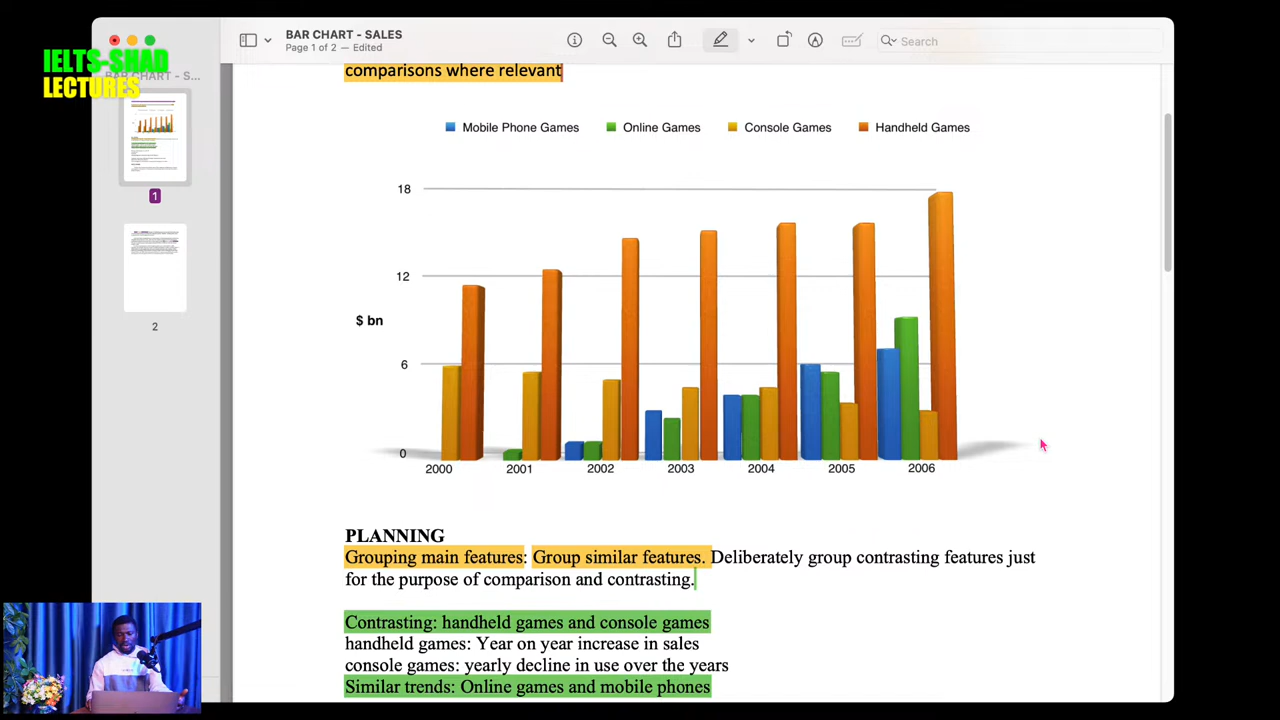 BAR CHART - SALES
Page 1 of 2 — Edited
Search
IELTS-SHAD
LECTURES
BAR CHART - S...
1
2
comparisons where relevant
Mobile Phone Games
Online Games
Console Games
Handheld Games
18
12
$ bn
6
0
2000
2001
2002
2003
2004
2005
2006
PLANNING
Grouping main features: Group similar features. Deliberately group contrasting features just
for the purpose of comparison and contrasting.
Contrasting: handheld games and console games
handheld games: Year on year increase in sales
console games: yearly decline in use over the years
Similar trends: Online games and mobile phones